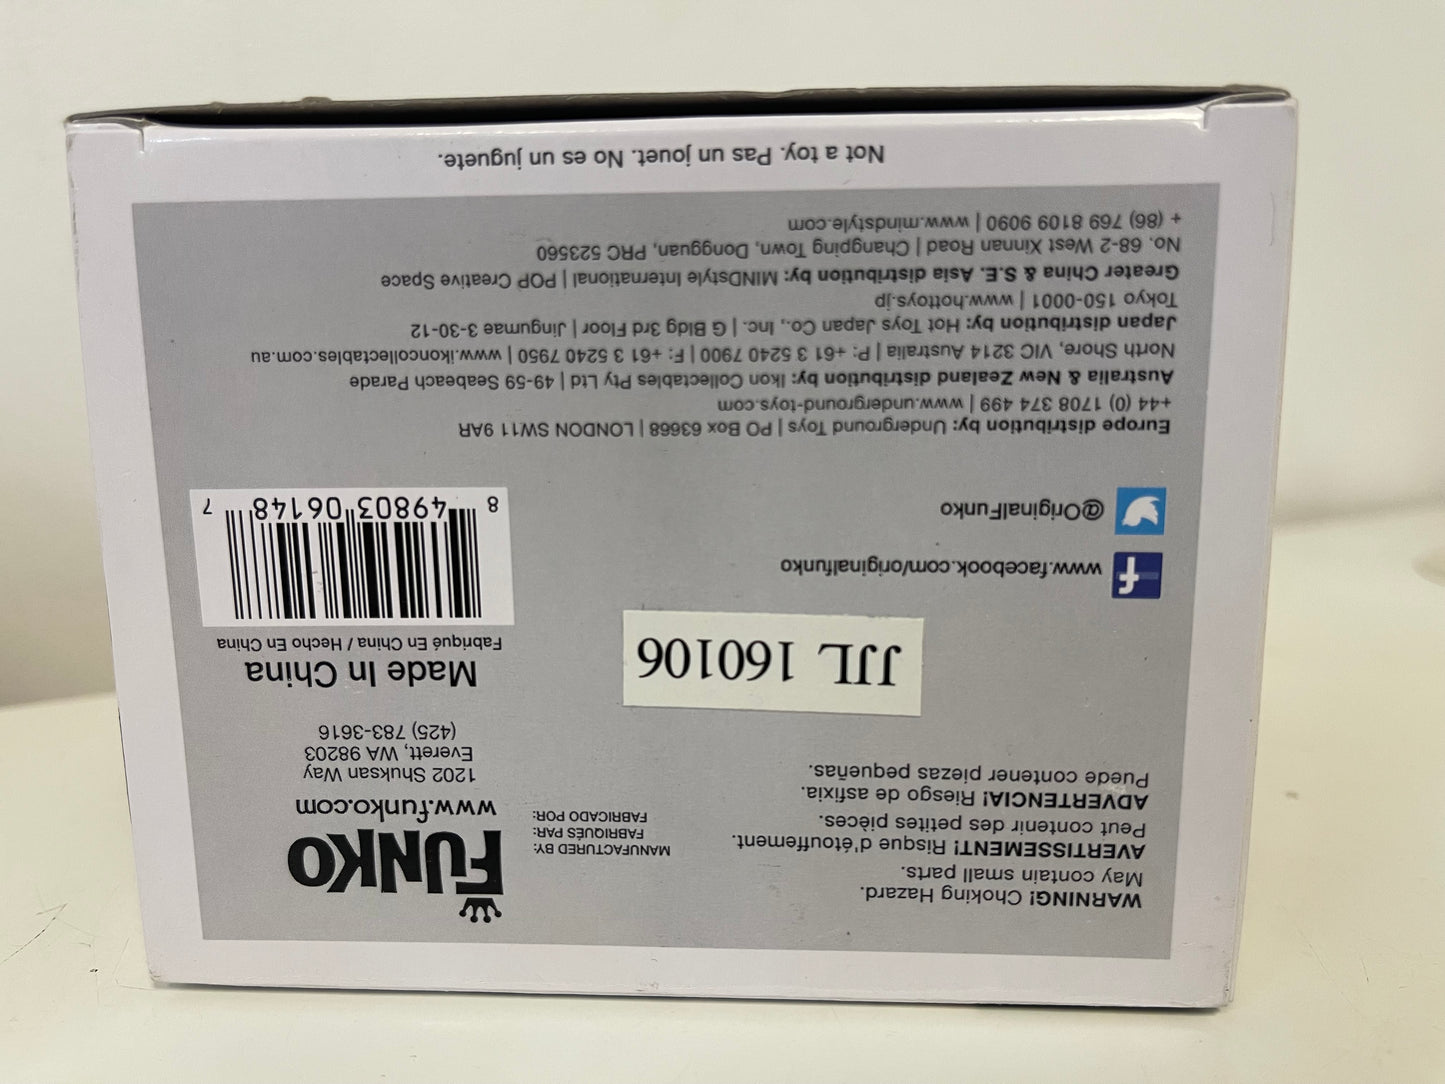 WARNING! Choking Hazard.
May contain small parts.
AVERTISSEMENT! Risque d'étouffement.
Peut contenir des petites pièces.
ADVERTENCIA! Riesgo de asfixia.
Puede contener piezas pequeñas.
MANUFACTURED BY:
FABRIQUÉS PAR:
FABRICADO POR:
FUNKO
www.funko.com
1202 Shuksan Way
Everett, WA 98203
(425) 783-3616
JJL 160106
Made In China
Fabriqué En China / Hecho En China
8 49803 06148 7
f www.facebook.com/originalfunko
@OriginalFunko
Europe distribution by: Underground Toys | PO Box 63668 | LONDON SW11 9AR
+44 (0) 1708 374 499 | www.underground-toys.com
Australia & New Zealand distribution by: Ikon Collectables Pty Ltd | 49-59 Seabeach Parade
North Shore, VIC 3214 Australia | P: +61 3 5240 7900 | F: +61 3 5240 7950 | www.ikoncollectables.com.au
Japan distribution by: Hot Toys Japan Co., Inc. | G Bldg 3rd Floor | Jingumae 3-30-12
Tokyo 150-0001 | www.hottoys.jp
Greater China & S.E. Asia distribution by: MINDstyle International | POP Creative Space
No. 68-2 West Xinnan Road | Changping Town, Dongguan, PRC 523560
+ (86) 769 8109 9090 | www.mindstyle.com
Not a toy. Pas un jouet. No es un juguete.